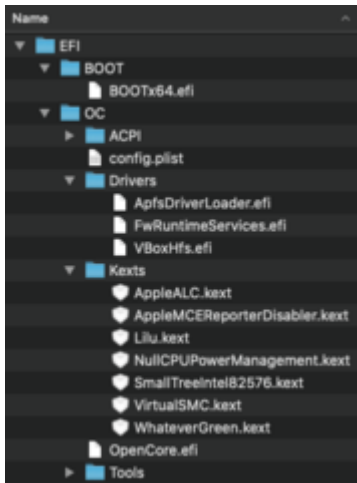 Name
EFI
BOOT
BOOTx64.efi
OC
ACPI
config.plist
Drivers
ApfsDriverLoader.efi
FwRuntimeServices.efi
VBoxHfs.efi
Kexts
AppleALC.kext
AppleMCEReporterDisabler.kext
Lilu.kext
NullCPUPowerManagement.kext
SmallTreeIntel82576.kext
VirtualSMC.kext
WhateverGreen.kext
OpenCore.efi
Tools